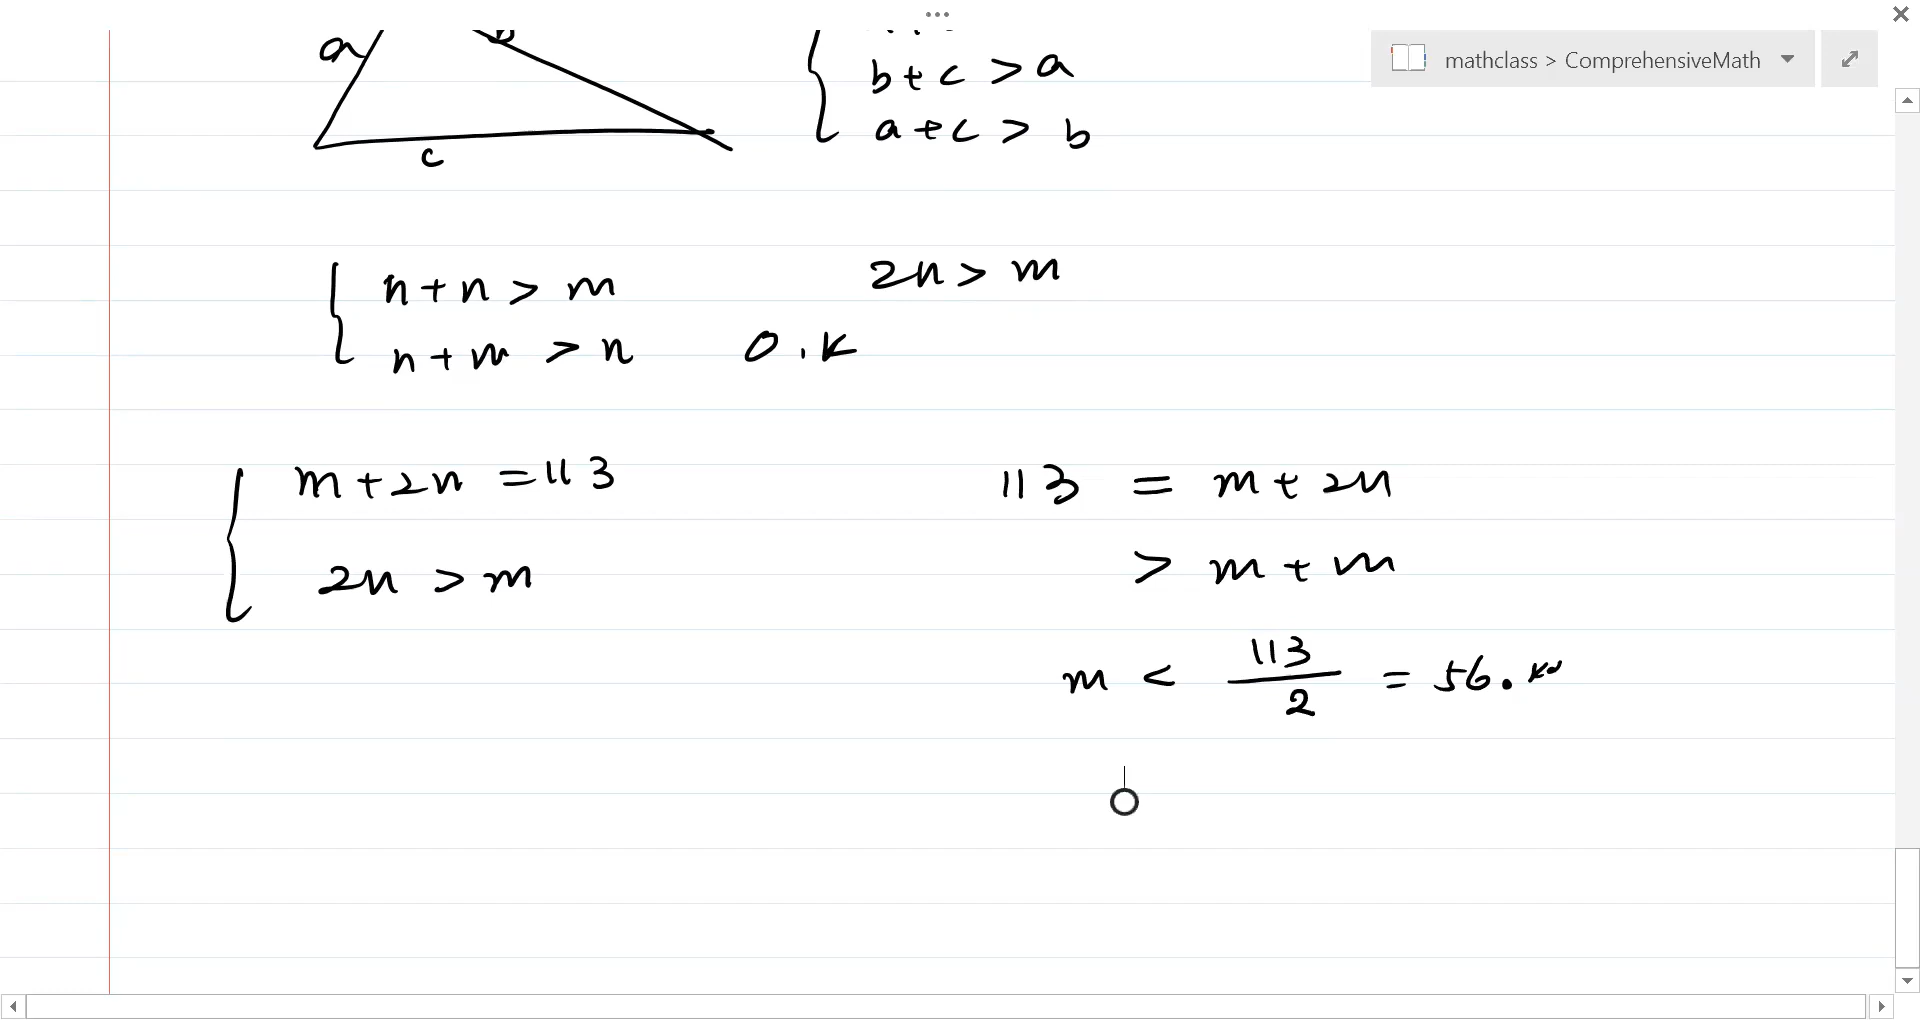 mathclass > ComprehensiveMath
a
b
c
b + c > a
a + c > b
n + n > m
2n > m
n + m > n
O.K
m + 2n = 113
113 = m + 2n
2n > m
> m + m
m < 113/2 = 56.